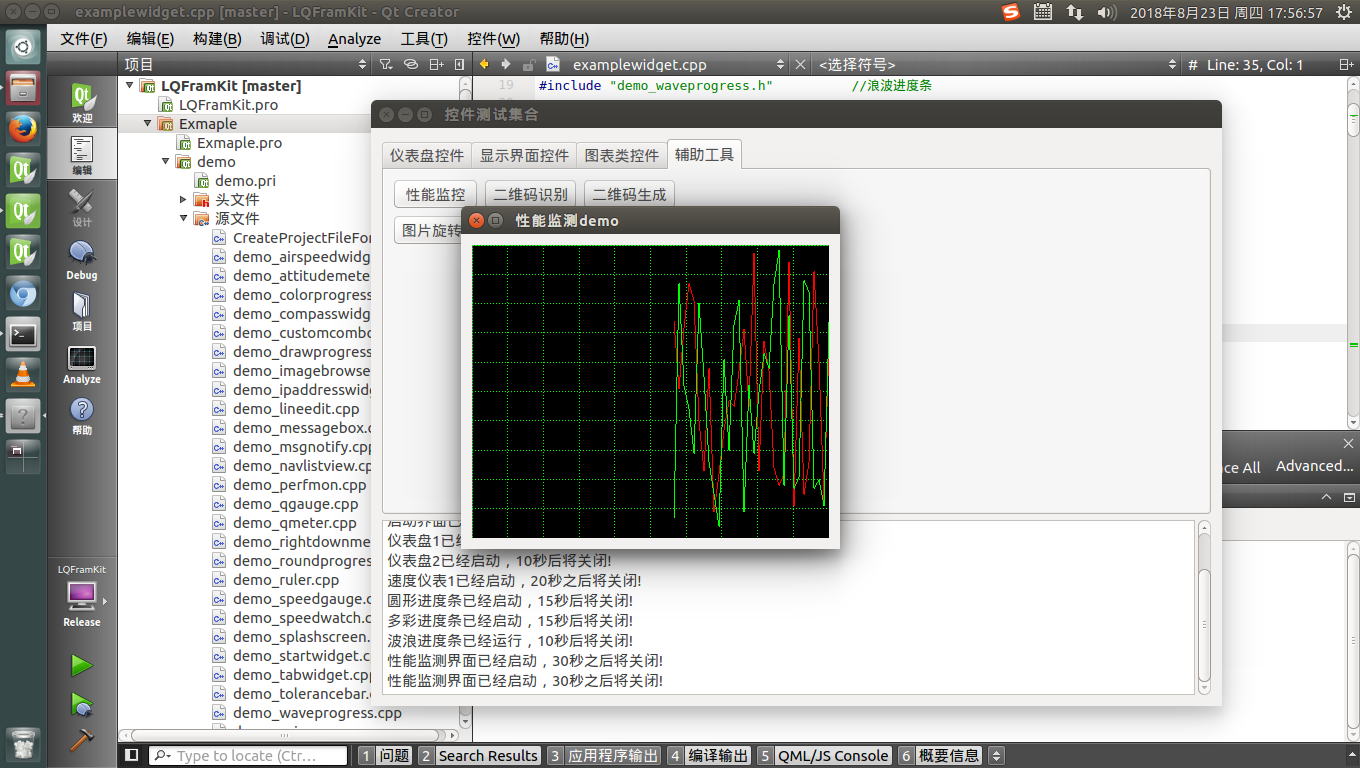 examplewidget.cpp [master] - LQFramKit - Qt Creator
2018年8月23日 周四 17:56:57
文件(F) 编辑(E) 构建(B) 调试(D) Analyze 工具(T) 控件(W) 帮助(H)
项目
examplewidget.cpp
<选择符号>
# Line: 35, Col: 1
欢迎
编辑
设计
Debug
项目
Analyze
帮助
LQFramKit
Release
LQFramKit [master]
LQFramKit.pro
Exmaple
Exmaple.pro
demo
demo.pri
头文件
源文件
CreateProjectFileFor
demo_airspeedwidg
demo_attitudemete
demo_colorprogress
demo_compasswidg
demo_customcombo
demo_drawprogress
demo_imagebrowse
demo_ipaddresswidg
demo_lineedit.cpp
demo_messagebox.c
demo_msgnotify.cpp
demo_navlistview.cp
demo_perfmon.cpp
demo_qgauge.cpp
demo_qmeter.cpp
demo_rightdownme
demo_roundprogres
demo_ruler.cpp
demo_speedgauge.c
demo_speedwatch.c
demo_splashscreen.
demo_startwidget.c
demo_tabwidget.cpp
demo_tolerancebar.c
demo_waveprogress.cpp
19 #include "demo_waveprogress.h" //浪波进度条
控件测试集合
仪表盘控件 显示界面控件 图表类控件 辅助工具
性能监控 二维码识别 二维码生成
图片旋转
性能监测demo
启动界面已
仪表盘1已经
仪表盘2已经启动，10秒后将关闭!
速度仪表1已经启动，20秒之后将关闭!
圆形进度条已经启动，15秒后将关闭!
多彩进度条已经启动，15秒后将关闭!
波浪进度条已经运行，10秒后将关闭!
性能监测界面已经启动，30秒之后将关闭!
性能监测界面已经启动，30秒之后将关闭!
ce All Advanced...
Type to locate (Ctr...
1 问题 2 Search Results 3 应用程序输出 4 编译输出 5 QML/JS Console 6 概要信息